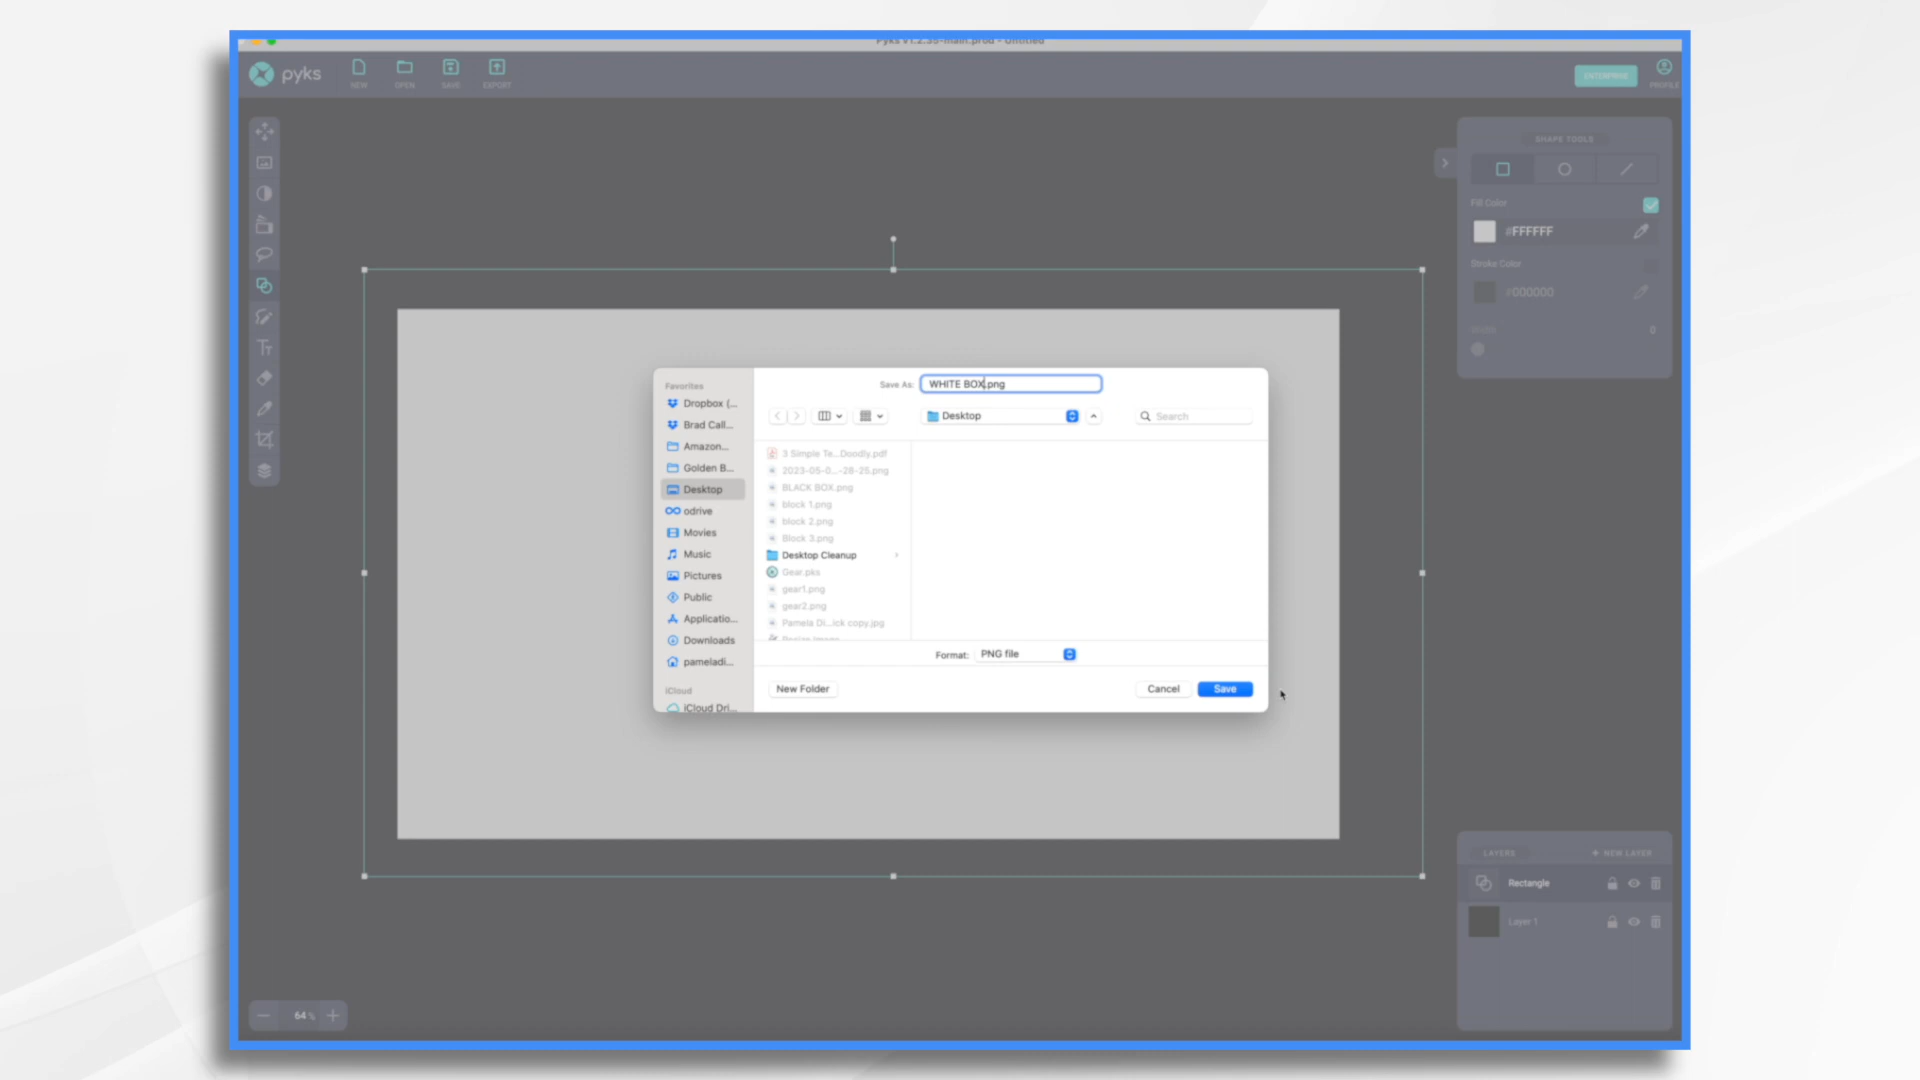 Pyks v1.2.35-main.prod - Untitled
pyks
NEW
OPEN
SAVE
EXPORT
ENTERPRISE
PROFILE
SHAPE TOOLS
Fill Color
#FFFFFF
Stroke Color
#000000
Width
0
Save As:
WHITE BOX.png
Desktop
Search
Favorites
Dropbox (...
Brad Call...
Amazon...
Golden B...
Desktop
odrive
Movies
Music
Pictures
Public
Applicatio...
Downloads
pameladi...
iCloud
iCloud Dri...
3 Simple Te...Doodly.pdf
2023-05-0...-28-25.png
BLACK BOX.png
block 1.png
block 2.png
Block 3.png
Desktop Cleanup
Gear.pks
gear1.png
gear2.png
Pamela Di...ick copy.jpg
Format:
PNG file
New Folder
Cancel
Save
LAYERS
+ NEW LAYER
Rectangle
Layer 1
64 %